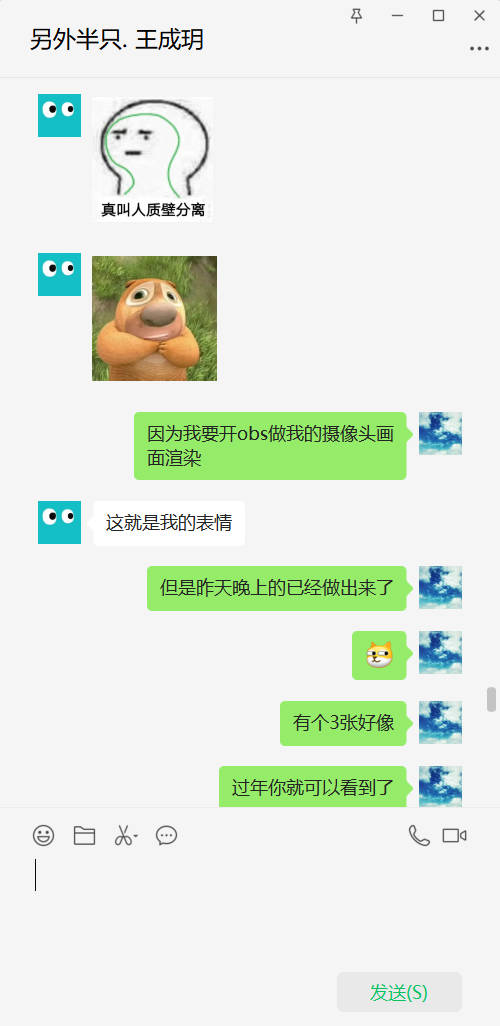 另外半只. 王成玥
真叫人质壁分离
因为我要开obs做我的摄像头画
面渲染
这就是我的表情
但是昨天晚上的已经做出来了
有个3张好像
过年你就可以看到了
发送(S)